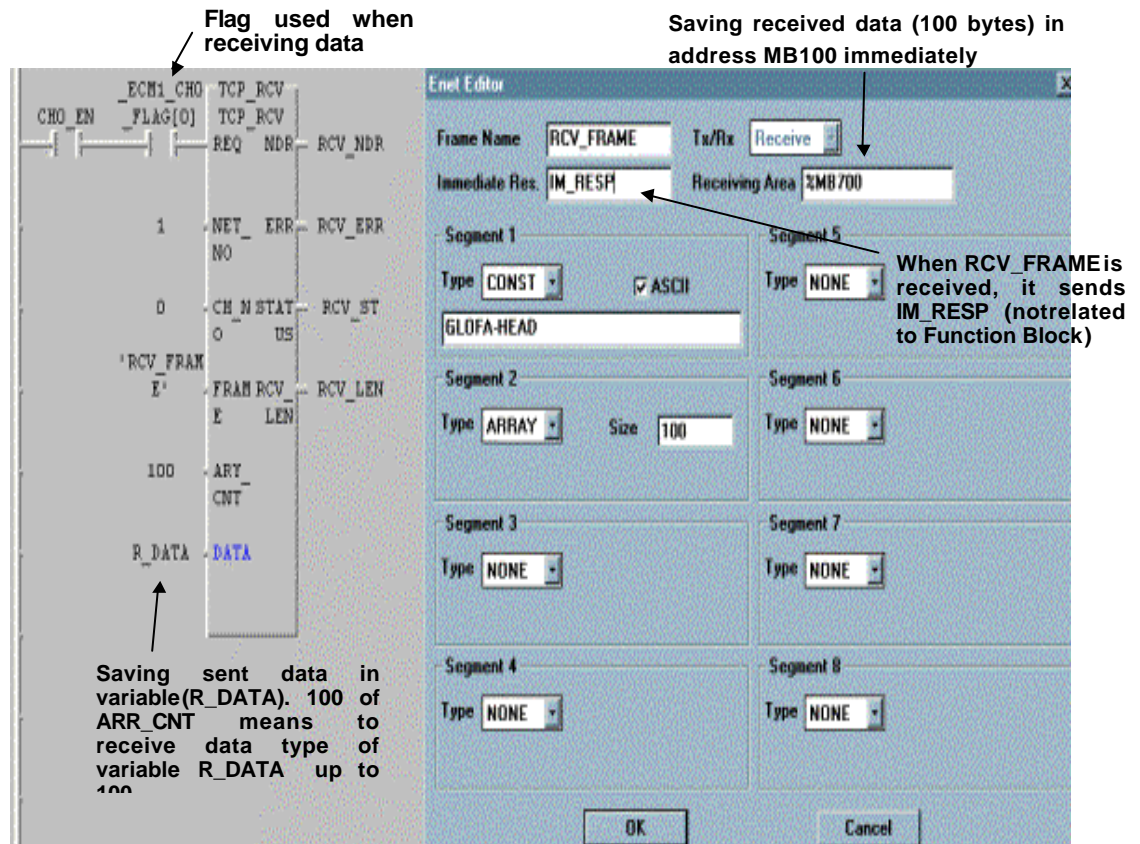 Flag used when
receiving data
Saving received data (100 bytes) in
address MB100 immediately
_ECM1_CH0 TCP_RCV
CH0_EN _FLAG[0] TCP_RCV
REQ NDR RCV_NDR
1 NET_ ERR RCV_ERR
NO
0 CH_N STAT RCV_ST
O US
'RCV_FRAM
E' FRAM RCV_ RCV_LEN
E LEN
100 ARY_
CNT
R_DATA DATA
Saving sent data in
variable(R_DATA). 100 of
ARR_CNT means to
receive data type of
variable R_DATA up to
100
Enet Editor
Frame Name RCV_FRAME Tx/Rx Receive
Immediate Res. IM_RESP Receiving Area %MB700
Segment 1
Type CONST ASCII
GLOFA-HEAD
Segment 5
Type NONE
When RCV_FRAME is
received, it sends
IM_RESP (notrelated
to Function Block)
Segment 2
Type ARRAY Size 100
Segment 6
Type NONE
Segment 3
Type NONE
Segment 7
Type NONE
Segment 4
Type NONE
Segment 8
Type NONE
OK Cancel